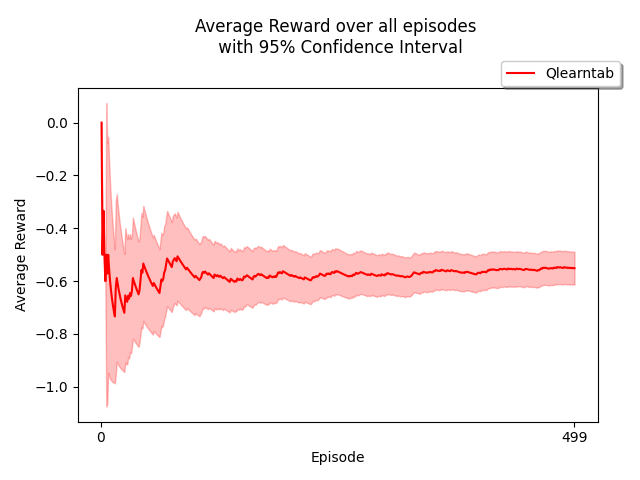 Average Reward over all episodes
with 95% Confidence Interval
Qlearntab
0.0
−0.2
−0.4
−0.6
−0.8
−1.0
Average Reward
0
499
Episode